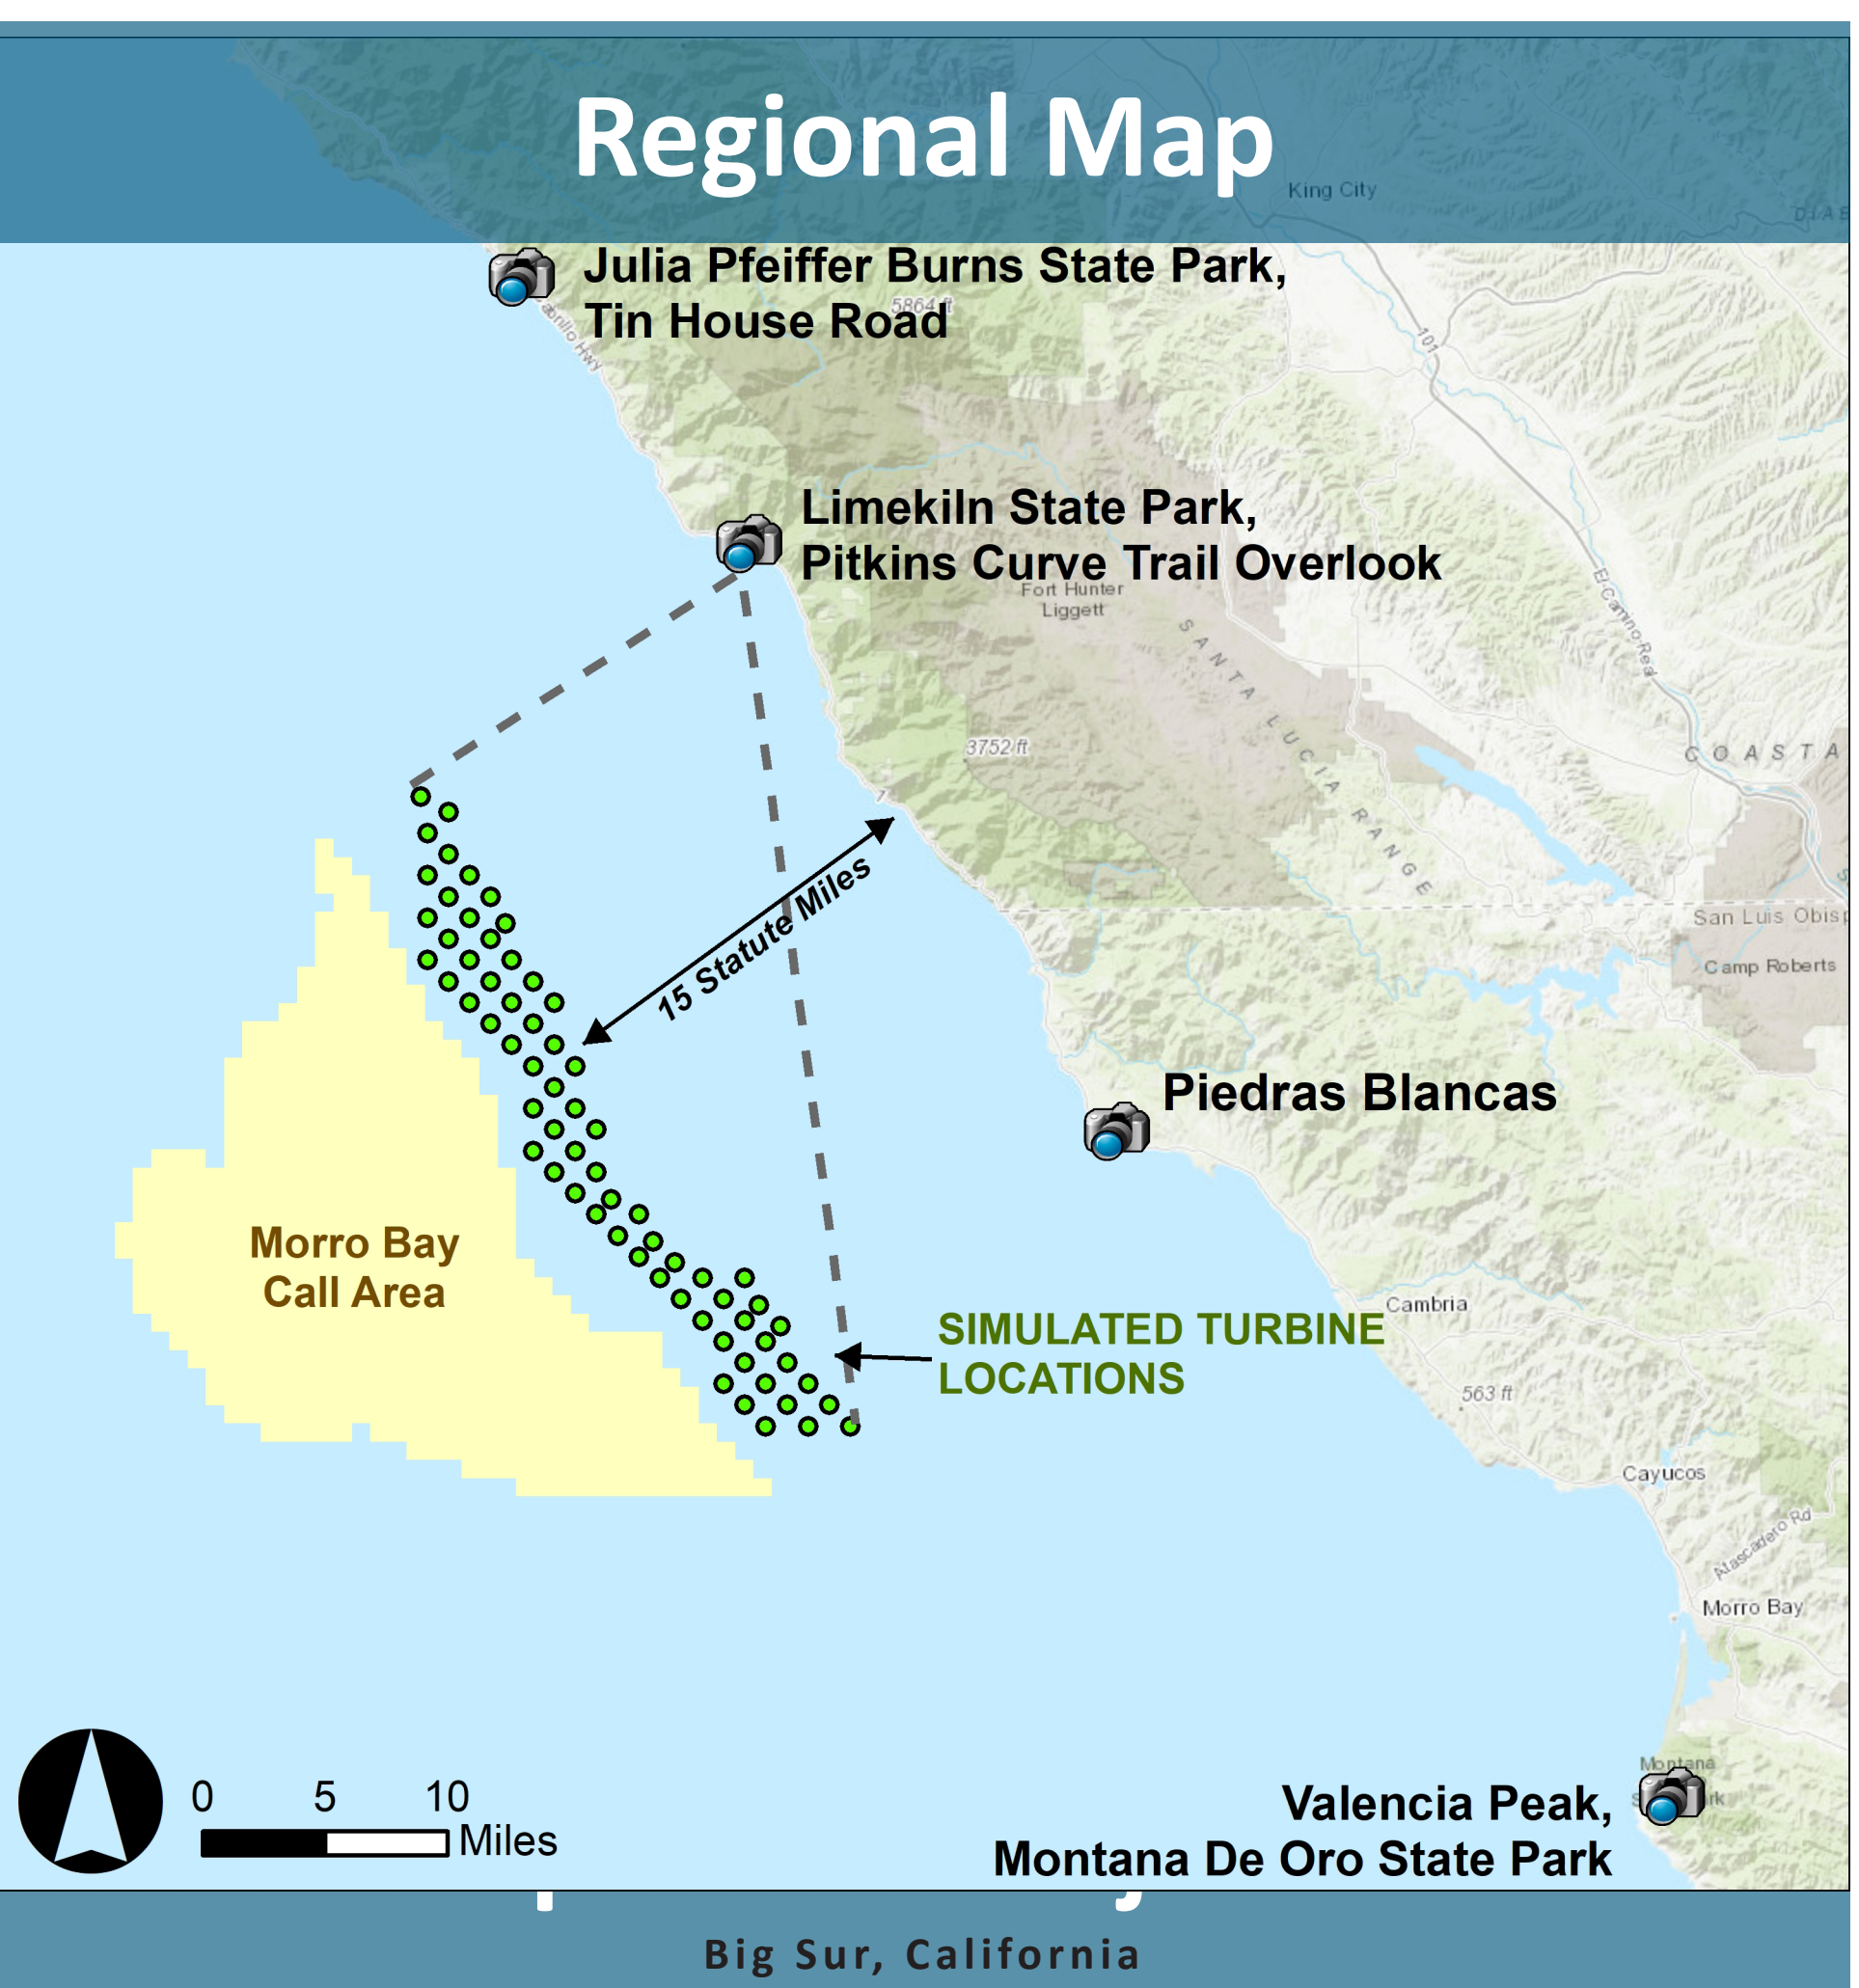 Regional Map
King City
Julia Pfeiffer Burns State Park,
Tin House Road
5864 ft
101
Limekiln State Park,
Pitkins Curve Trail Overlook
Fort Hunter
Liggett
El Camino Real
SANTA LUCIA RANGE
3752 ft
COASTA
1
15 Statute Miles
San Luis Obisp
Camp Roberts
Piedras Blancas
Morro Bay
Call Area
Cambria
SIMULATED TURBINE
LOCATIONS
563 ft
Cayucos
Atascadero Rd
Morro Bay
Montana
0 5 10
Miles
Valencia Peak,
Montana De Oro State Park
Big Sur, California